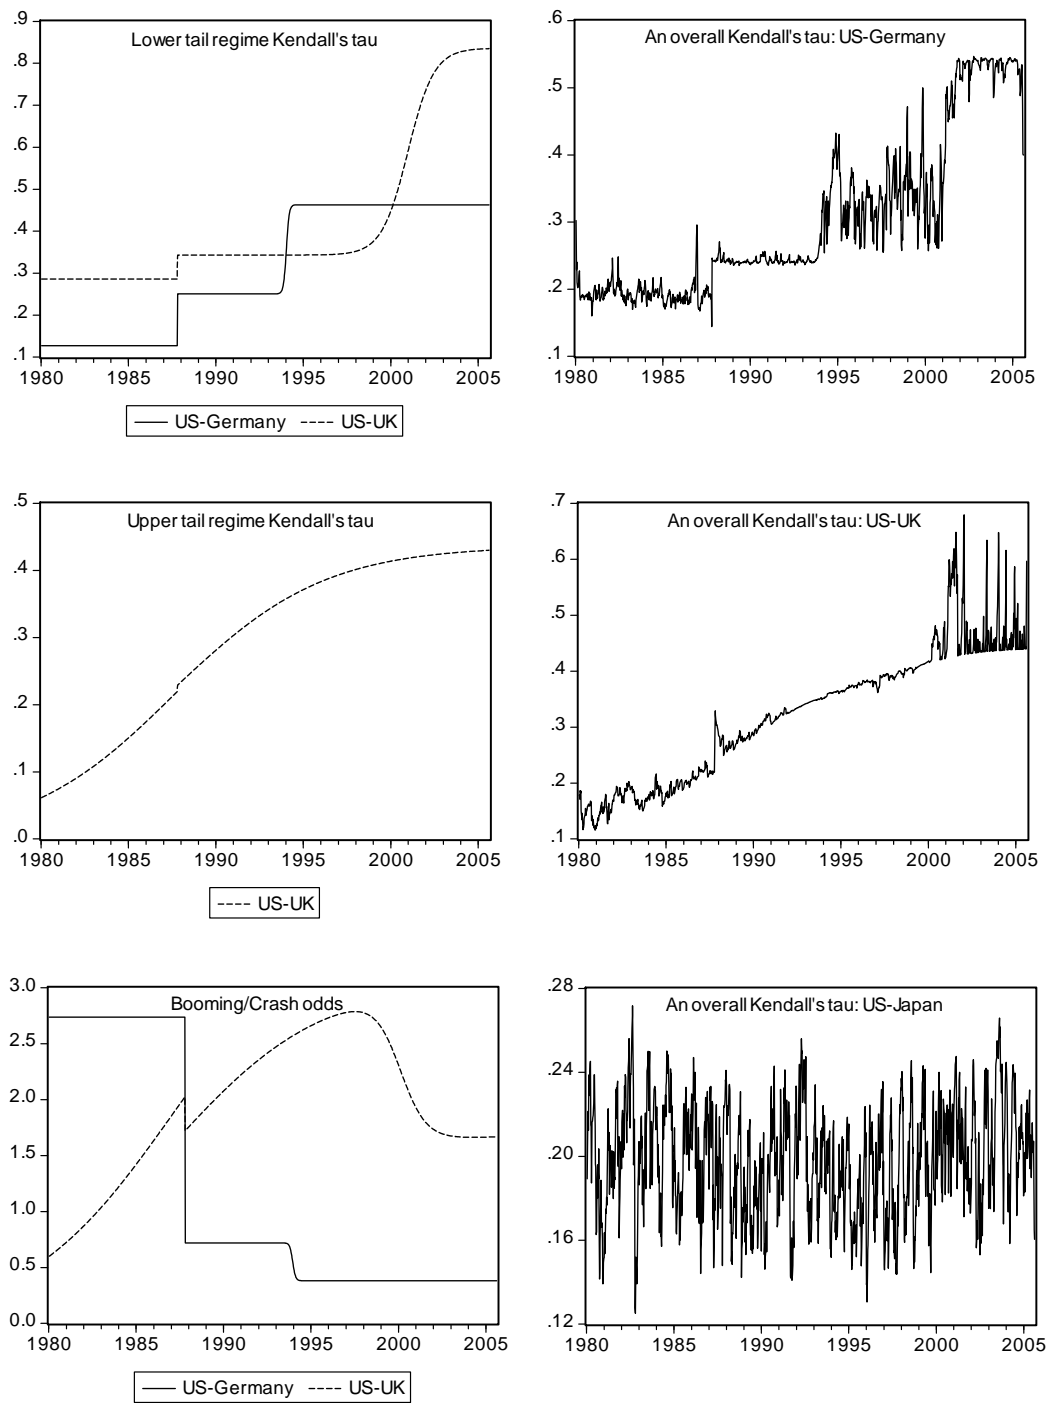 Lower tail regime Kendall's tau
.9
.8
.7
.6
.5
.4
.3
.2
.1
1980 1985 1990 1995 2000 2005
US-Germany US-UK
An overall Kendall's tau: US-Germany
.6
.5
.4
.3
.2
.1
1980 1985 1990 1995 2000 2005
Upper tail regime Kendall's tau
.5
.4
.3
.2
.1
.0
1980 1985 1990 1995 2000 2005
US-UK
An overall Kendall's tau: US-UK
.7
.6
.5
.4
.3
.2
.1
1980 1985 1990 1995 2000 2005
Booming/Crash odds
3.0
2.5
2.0
1.5
1.0
0.5
0.0
1980 1985 1990 1995 2000 2005
US-Germany US-UK
An overall Kendall's tau: US-Japan
.28
.24
.20
.16
.12
1980 1985 1990 1995 2000 2005